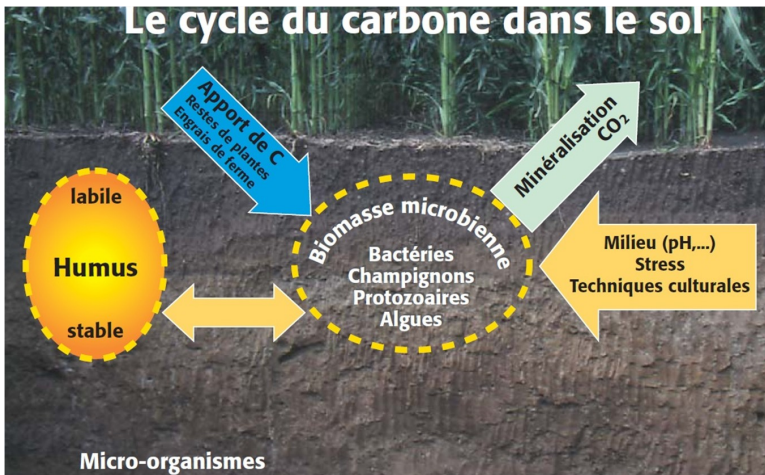 Le cycle du carbone dans le sol
Apport de C
Restes de plantes
Engrais de ferme
Minéralisation
CO₂
labile
Humus
stable
Biomasse microbienne
Bactéries
Champignons
Protozoaires
Algues
Milieu (pH,...)
Stress
Techniques culturales
Micro-organismes